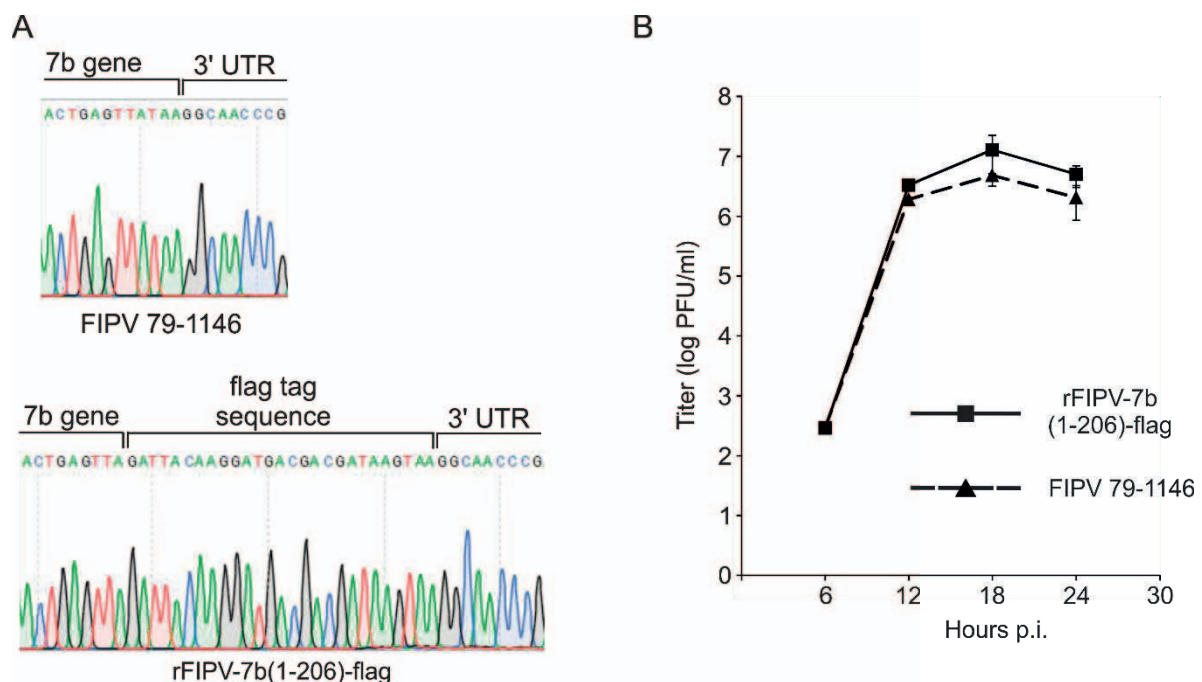 A
7b gene
3' UTR
ACTGAGTTATAAGGCAACCCG
FIPV 79-1146
flag tag
sequence
7b gene
3' UTR
ACTGAGTTAGATTACAAGGATGACGACGATAAGTAAGGCAACCCG
rFIPV-7b(1-206)-flag
B
Titer (log PFU/ml)
8
7
6
5
4
3
2
1
0
6
12
18
24
30
Hours p.i.
rFIPV-7b
(1-206)-flag
FIPV 79-1146